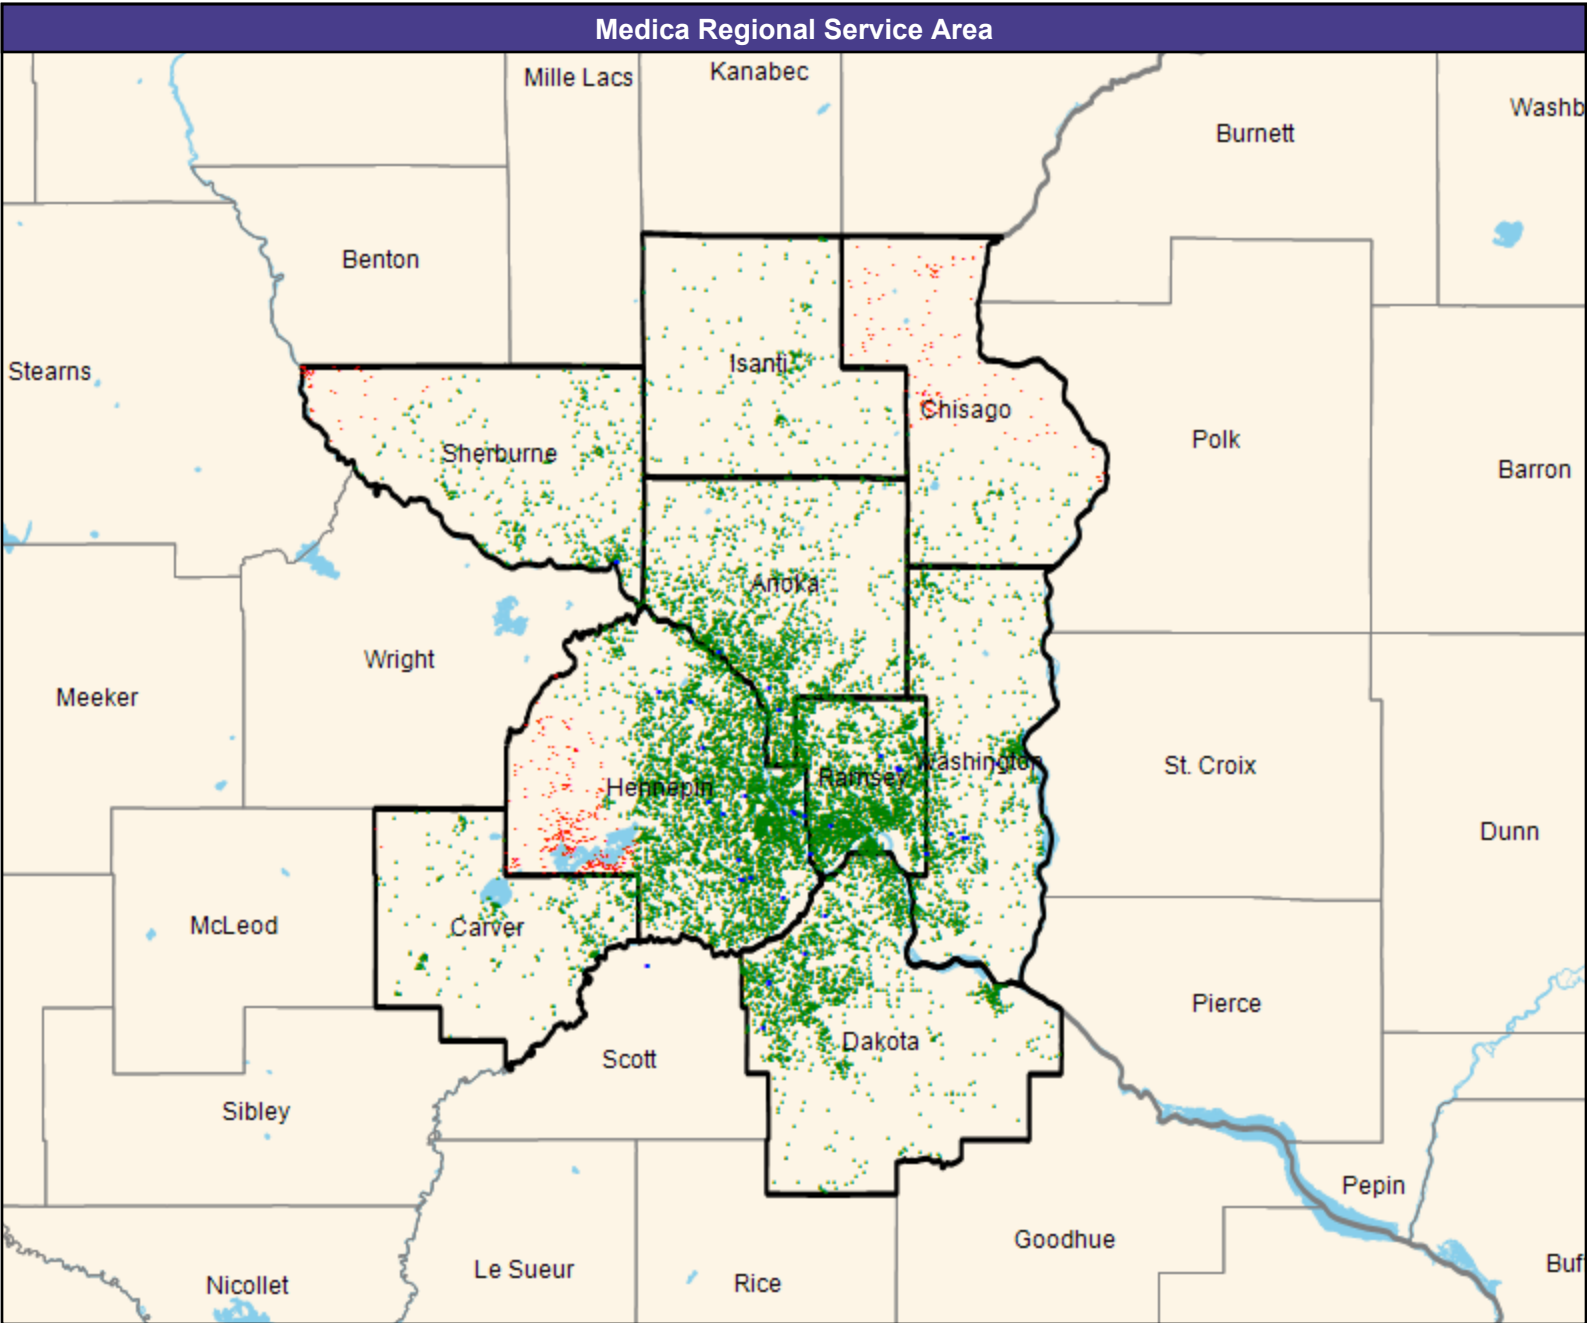 Medica Regional Service Area
Mille Lacs
Kanabec
Washb
Burnett
Benton
Stearns
Isanti
Chisago
Polk
Sherburne
Barron
Anoka
Wright
Meeker
Washington
Ramsey
St. Croix
Hennepin
Dunn
McLeod
Carver
Pierce
Dakota
Scott
Sibley
Pepin
Goodhue
Le Sueur
Rice
Nicollet
Buf